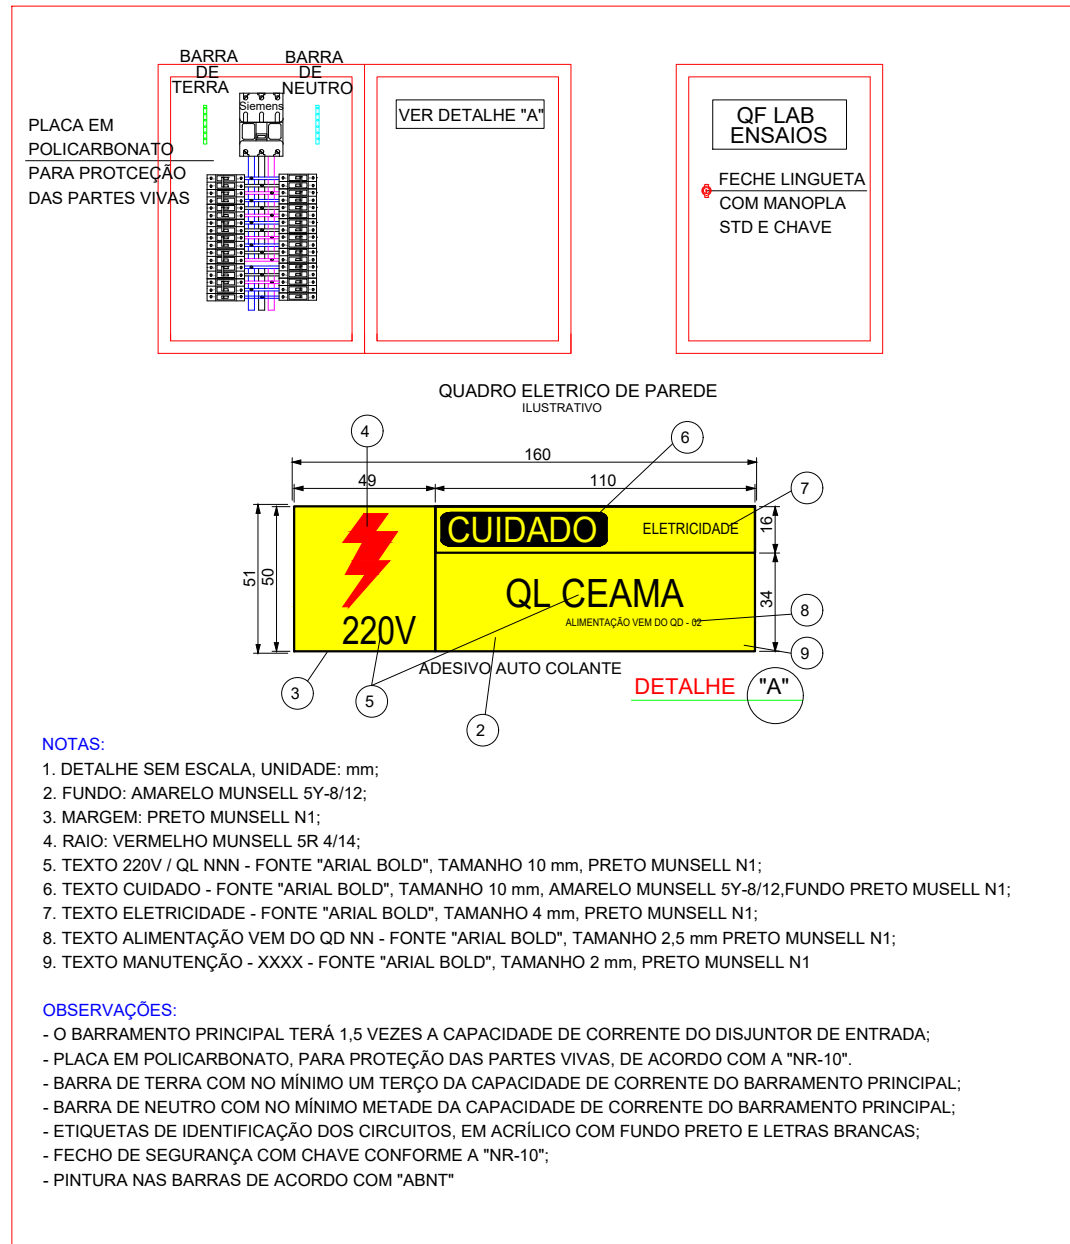 BARRA
DE
TERRA
BARRA
DE
NEUTRO
Siemens
PLACA EM
POLICARBONATO
PARA PROTCEÇÃO
DAS PARTES VIVAS
VER DETALHE "A"
QF LAB
ENSAIOS
FECHE LINGUETA
COM MANOPLA
STD E CHAVE
QUADRO ELETRICO DE PAREDE
ILUSTRATIVO
4
6
160
49
110
7
CUIDADO
ELETRICIDADE
16
51
50
QL CEAMA
34
ALIMENTAÇÃO VEM DO QD - 02
8
220V
9
ADESIVO AUTO COLANTE
3
5
2
DETALHE "A"
NOTAS:
1. DETALHE SEM ESCALA, UNIDADE: mm;
2. FUNDO: AMARELO MUNSELL 5Y-8/12;
3. MARGEM: PRETO MUNSELL N1;
4. RAIO: VERMELHO MUNSELL 5R 4/14;
5. TEXTO 220V / QL NNN - FONTE "ARIAL BOLD", TAMANHO 10 mm, PRETO MUNSELL N1;
6. TEXTO CUIDADO - FONTE "ARIAL BOLD", TAMANHO 10 mm, AMARELO MUNSELL 5Y-8/12,FUNDO PRETO MUSELL N1;
7. TEXTO ELETRICIDADE - FONTE "ARIAL BOLD", TAMANHO 4 mm, PRETO MUNSELL N1;
8. TEXTO ALIMENTAÇÃO VEM DO QD NN - FONTE "ARIAL BOLD", TAMANHO 2,5 mm PRETO MUNSELL N1;
9. TEXTO MANUTENÇÃO - XXXX - FONTE "ARIAL BOLD", TAMANHO 2 mm, PRETO MUNSELL N1
OBSERVAÇÕES:
- O BARRAMENTO PRINCIPAL TERÁ 1,5 VEZES A CAPACIDADE DE CORRENTE DO DISJUNTOR DE ENTRADA;
- PLACA EM POLICARBONATO, PARA PROTEÇÃO DAS PARTES VIVAS, DE ACORDO COM A "NR-10".
- BARRA DE TERRA COM NO MÍNIMO UM TERÇO DA CAPACIDADE DE CORRENTE DO BARRAMENTO PRINCIPAL;
- BARRA DE NEUTRO COM NO MÍNIMO METADE DA CAPACIDADE DE CORRENTE DO BARRAMENTO PRINCIPAL;
- ETIQUETAS DE IDENTIFICAÇÃO DOS CIRCUITOS, EM ACRÍLICO COM FUNDO PRETO E LETRAS BRANCAS;
- FECHO DE SEGURANÇA COM CHAVE CONFORME A "NR-10";
- PINTURA NAS BARRAS DE ACORDO COM "ABNT"